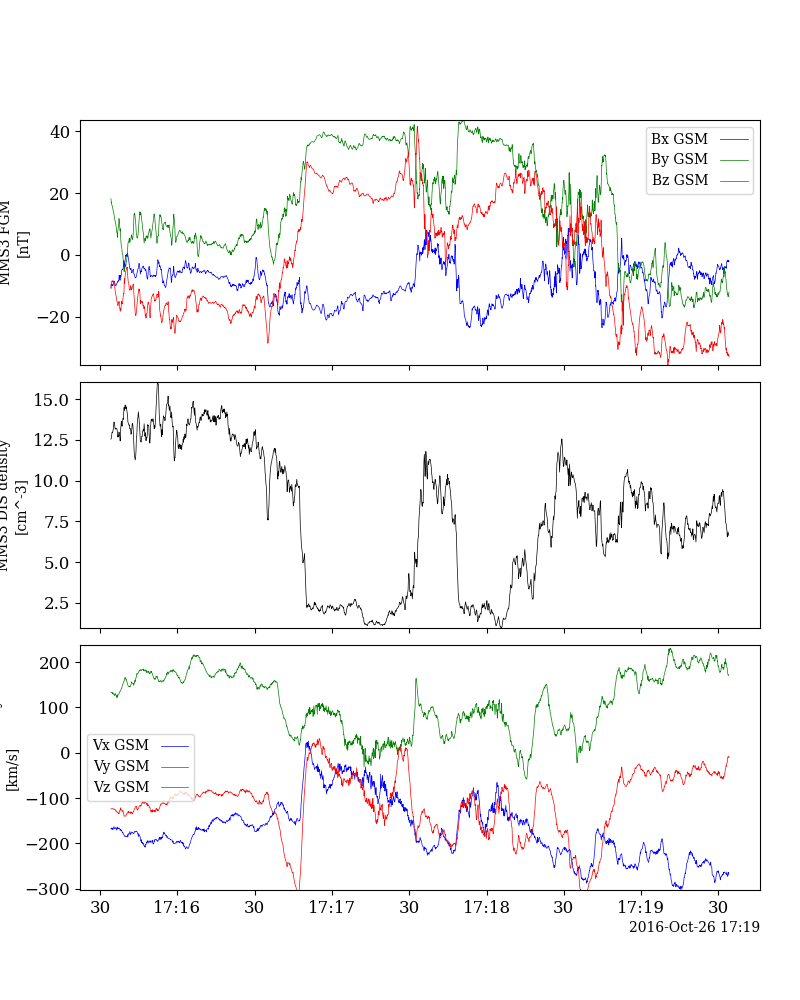 40
20
0
−20
MMS3 FGM
[nT]
Bx GSM
By GSM
Bz GSM
15.0
12.5
10.0
7.5
5.0
2.5
MMS3 DIS density
[cm^-3]
200
100
0
−100
−200
−300
[km/s]
Vx GSM
Vy GSM
Vz GSM
30 17:16 30 17:17 30 17:18 30 17:19 30
2016-Oct-26 17:19